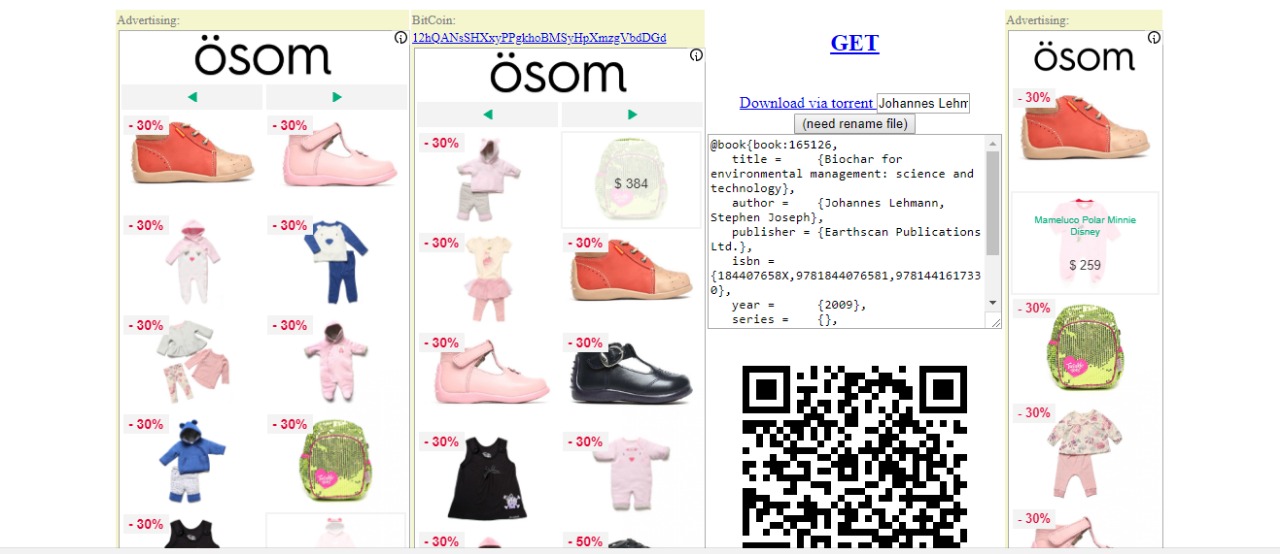 Advertising:
ösom
- 30%
- 30%
- 30%
- 30%
- 30%
- 30%
- 30%
- 30%
- 30%
BitCoin:
12hQANsSHXxyPPgkhoBMSyHpXmzgVbdDGd
ösom
- 30%
$ 384
- 30%
- 30%
- 30%
- 30%
- 30%
- 30%
- 30%
- 50%
GET
Download via torrent Johannes Lehm
(need rename file)
@book{book:165126,
title = {Biochar for
environmental management: science and
technology},
author = {Johannes Lehmann,
Stephen Joseph},
publisher = {Earthscan Publications
Ltd.},
isbn =
{184407658X,9781844076581,978144161733
0},
year = {2009},
series = {},
Advertising:
ösom
- 30%
Mameluco Polar Minnie
Disney
$ 259
- 30%
- 30%
- 30%